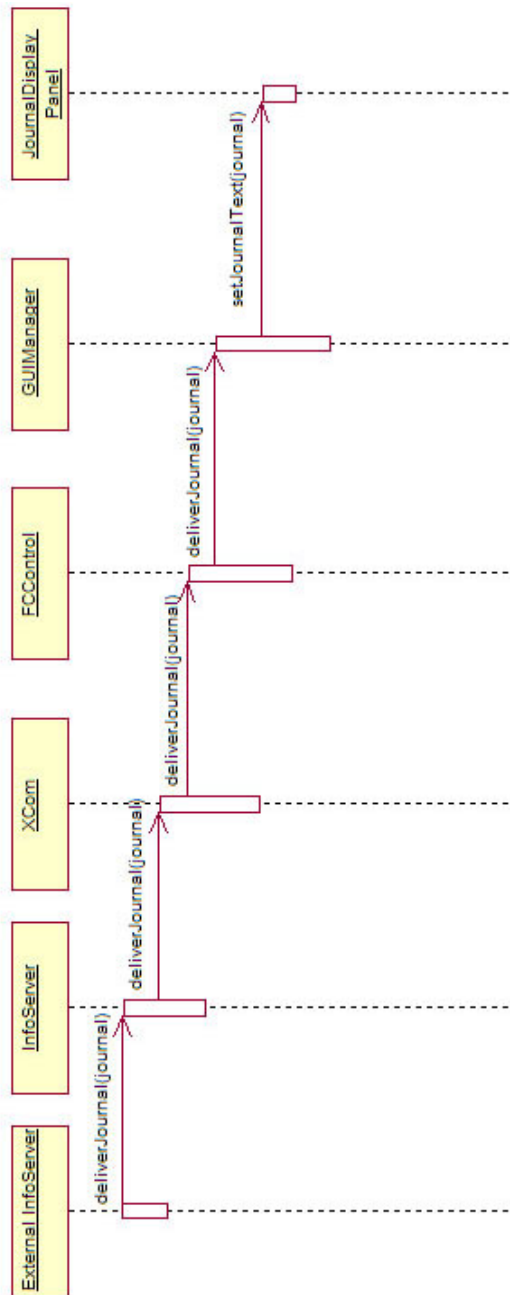 External InfoServer
InfoServer
XCom
FCControl
GUIManager
JournalDisplay
Panel
deliverJournal(journal)
deliverJournal(journal)
deliverJournal(journal)
deliverJournal(journal)
setJournalText(journal)